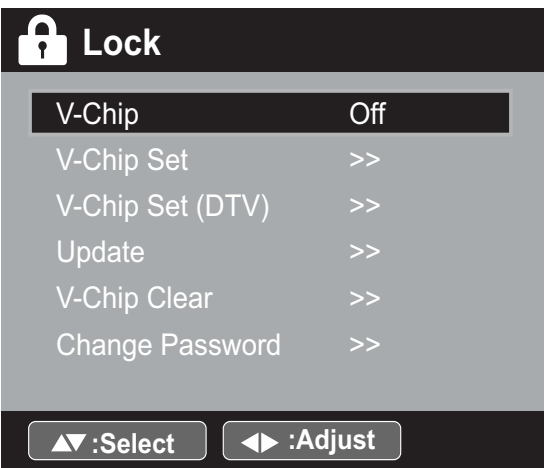 Lock
V-Chip Off
V-Chip Set >>
V-Chip Set (DTV) >>
Update >>
V-Chip Clear >>
Change Password >>
▲▼ :Select ◀▶ :Adjust